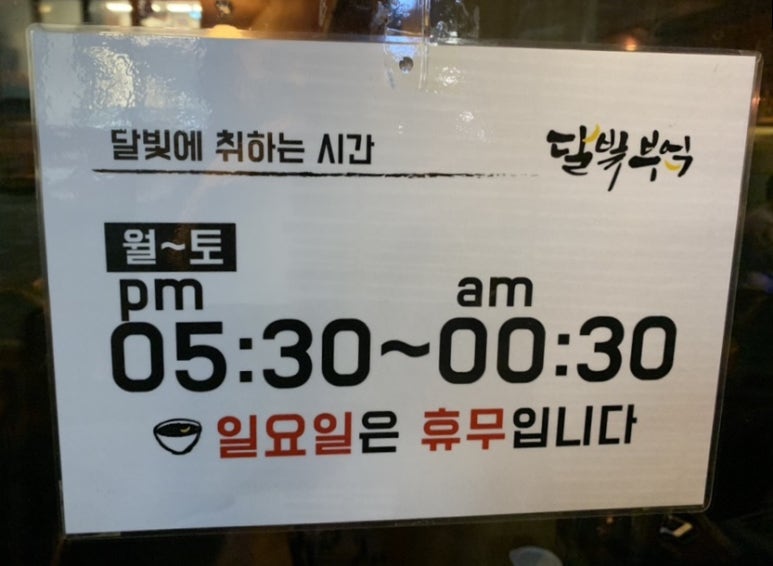 달빛에 취하는 시간
달빛부엌
월~토
pm am
05:30~00:30
일요일은 휴무입니다